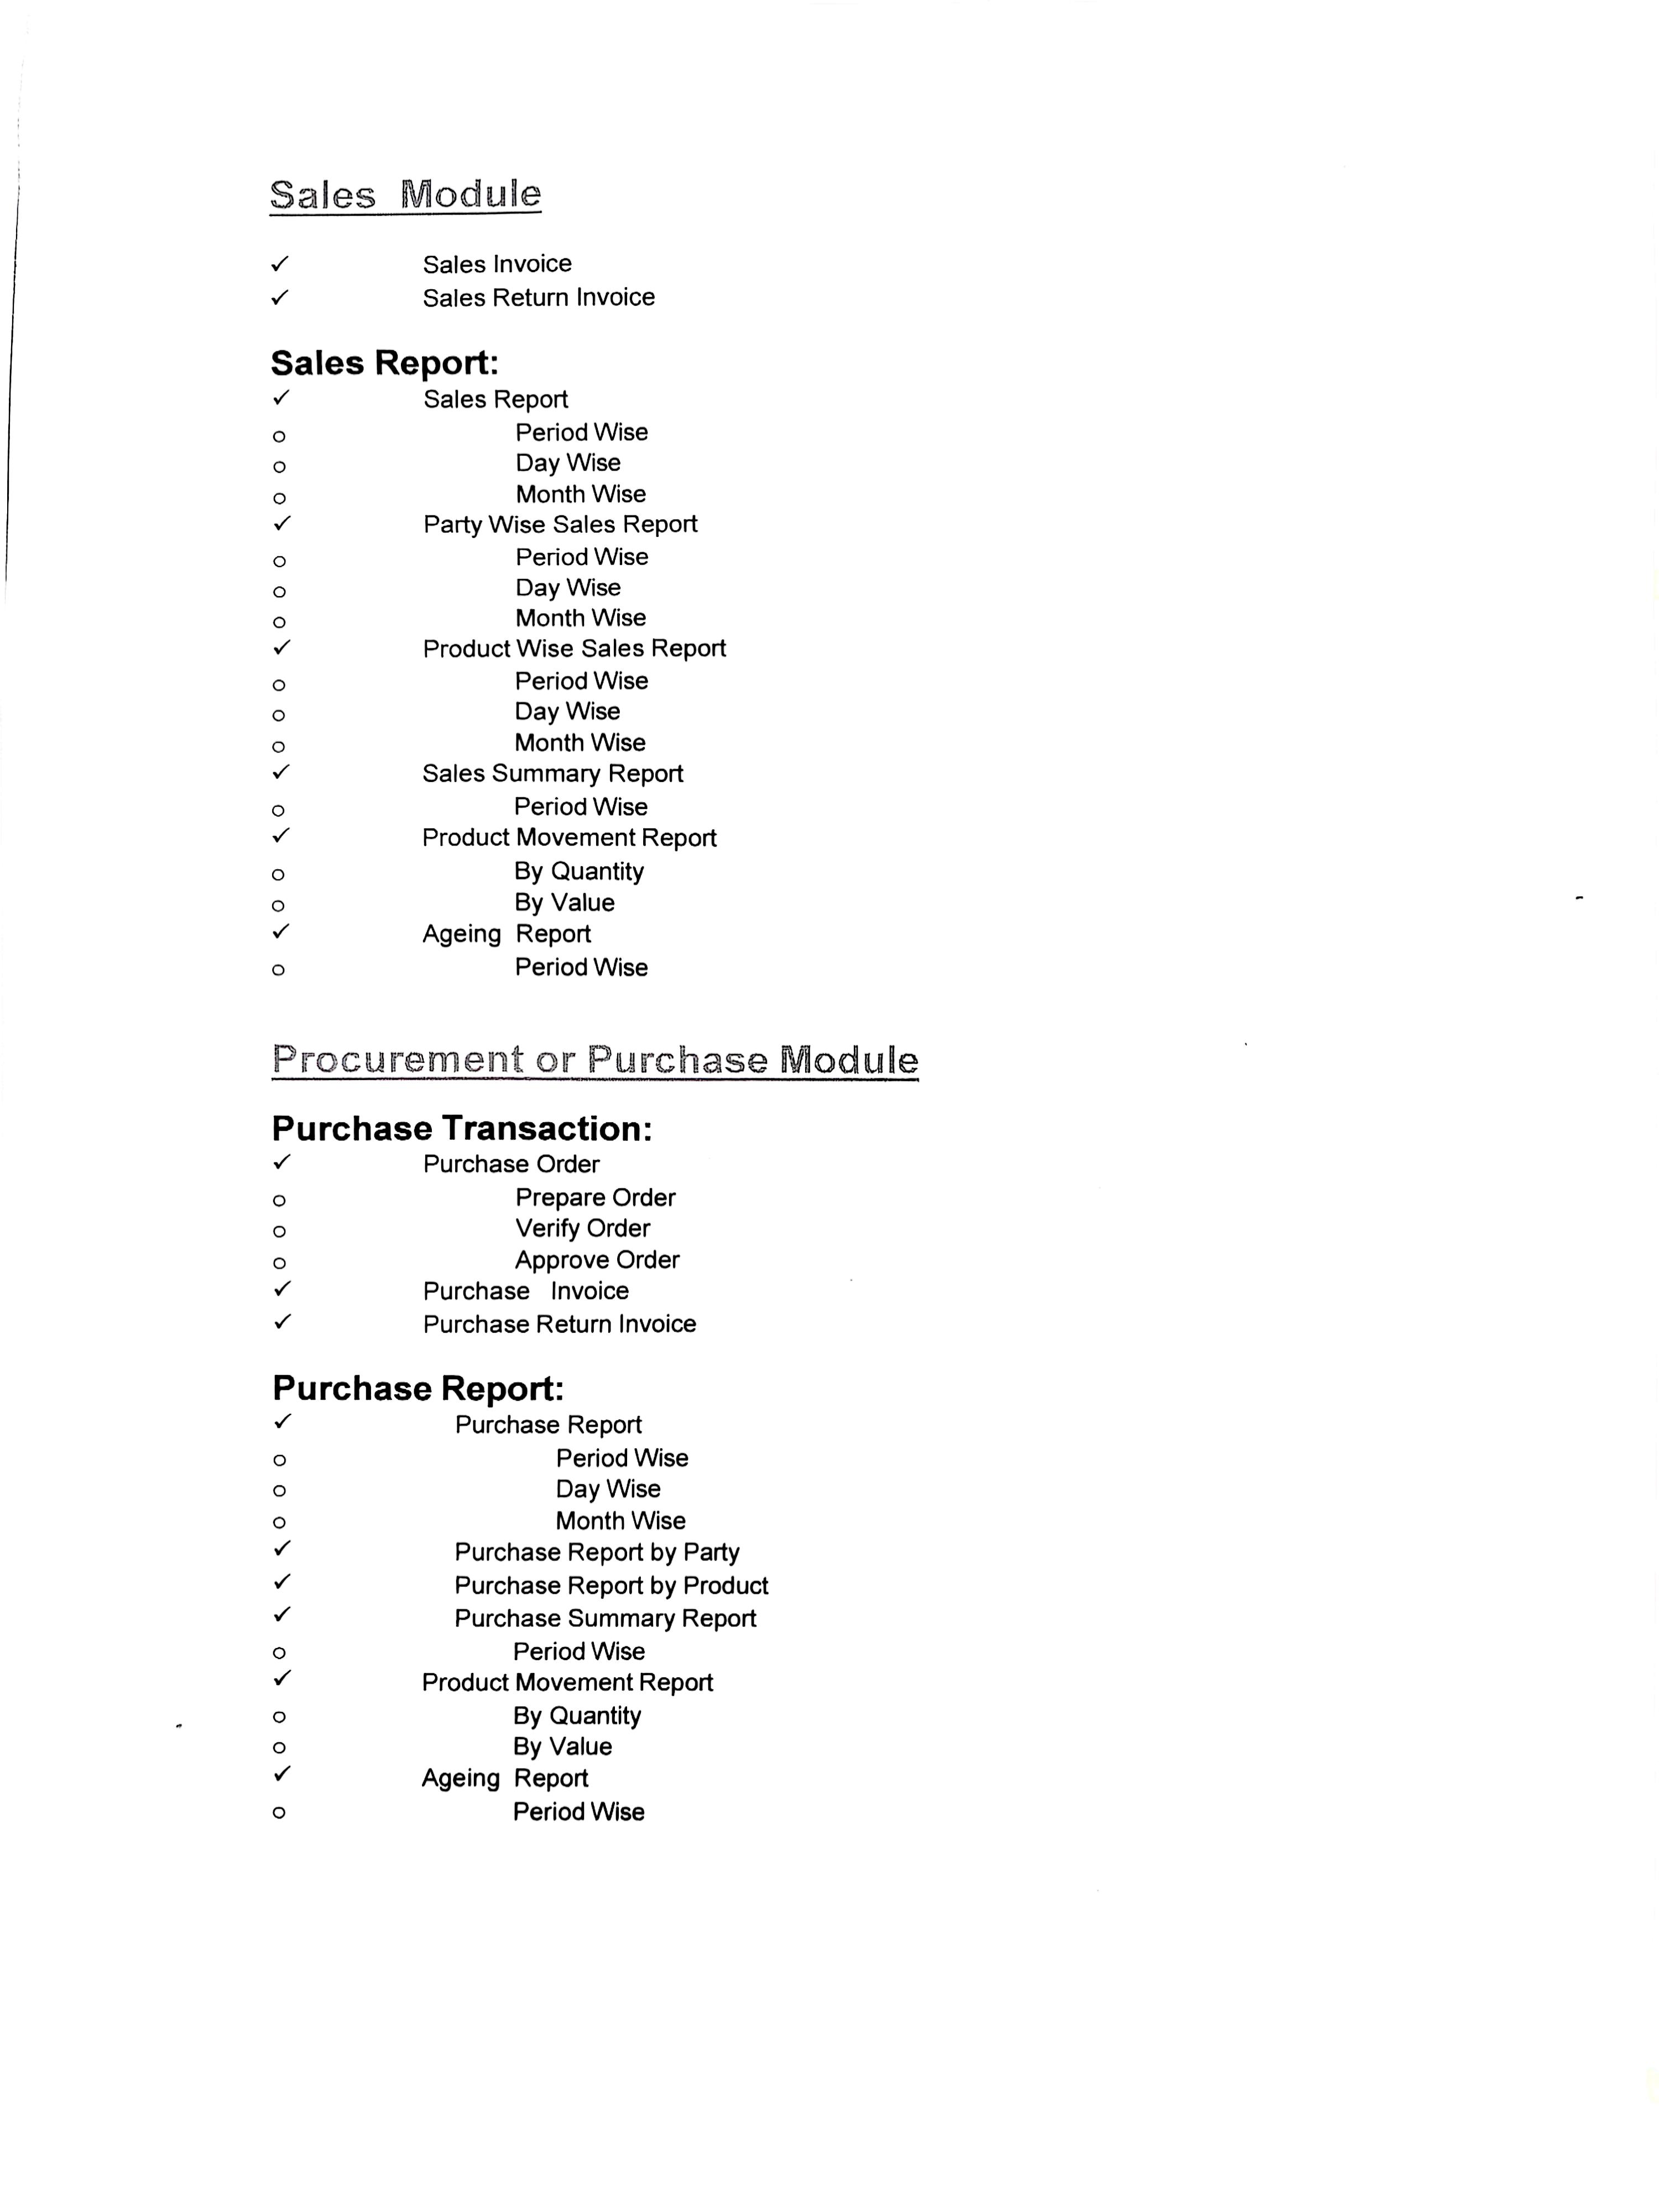 Sales Module
✓ Sales Invoice
✓ Sales Return Invoice
Sales Report:
✓ Sales Report
o Period Wise
o Day Wise
o Month Wise
✓ Party Wise Sales Report
o Period Wise
o Day Wise
o Month Wise
✓ Product Wise Sales Report
o Period Wise
o Day Wise
o Month Wise
✓ Sales Summary Report
o Period Wise
✓ Product Movement Report
o By Quantity
o By Value
✓ Ageing Report
o Period Wise
Procurement or Purchase Module
Purchase Transaction:
✓ Purchase Order
o Prepare Order
o Verify Order
o Approve Order
✓ Purchase Invoice
✓ Purchase Return Invoice
Purchase Report:
✓ Purchase Report
o Period Wise
o Day Wise
o Month Wise
✓ Purchase Report by Party
✓ Purchase Report by Product
✓ Purchase Summary Report
o Period Wise
✓ Product Movement Report
o By Quantity
o By Value
✓ Ageing Report
o Period Wise